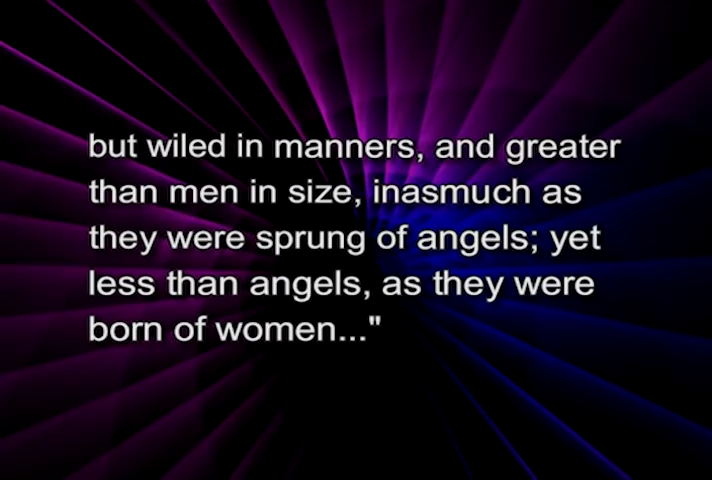 but wiled in manners, and greater
than men in size, inasmuch as
they were sprung of angels; yet
less than angels, as they were
born of women..."